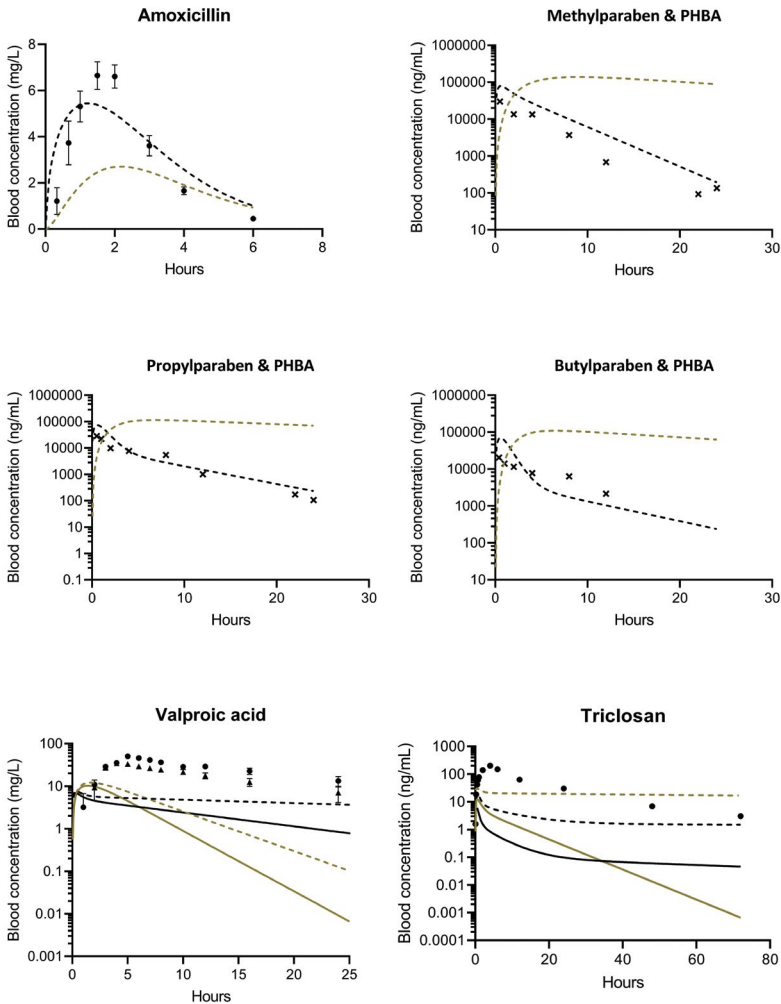 Amoxicillin
Blood concentration (mg/L)
8
6
4
2
0
0 2 4 6 8
Hours
Methylparaben & PHBA
Blood concentration (ng/mL)
1000000
100000
10000
1000
100
10
0 10 20 30
Hours
Propylparaben & PHBA
Blood concentration (ng/mL)
1000000
100000
10000
1000
100
10
1
0.1
0 10 20 30
Hours
Butylparaben & PHBA
Blood concentration (ng/mL)
1000000
100000
10000
1000
100
10
0 10 20 30
Hours
Valproic acid
Blood concentration (mg/L)
100
10
1
0.1
0.01
0.001
0 5 10 15 20 25
Hours
Triclosan
Blood concentration (ng/mL)
1000
100
10
1
0.1
0.01
0.001
0.0001
0 20 40 60 80
Hours